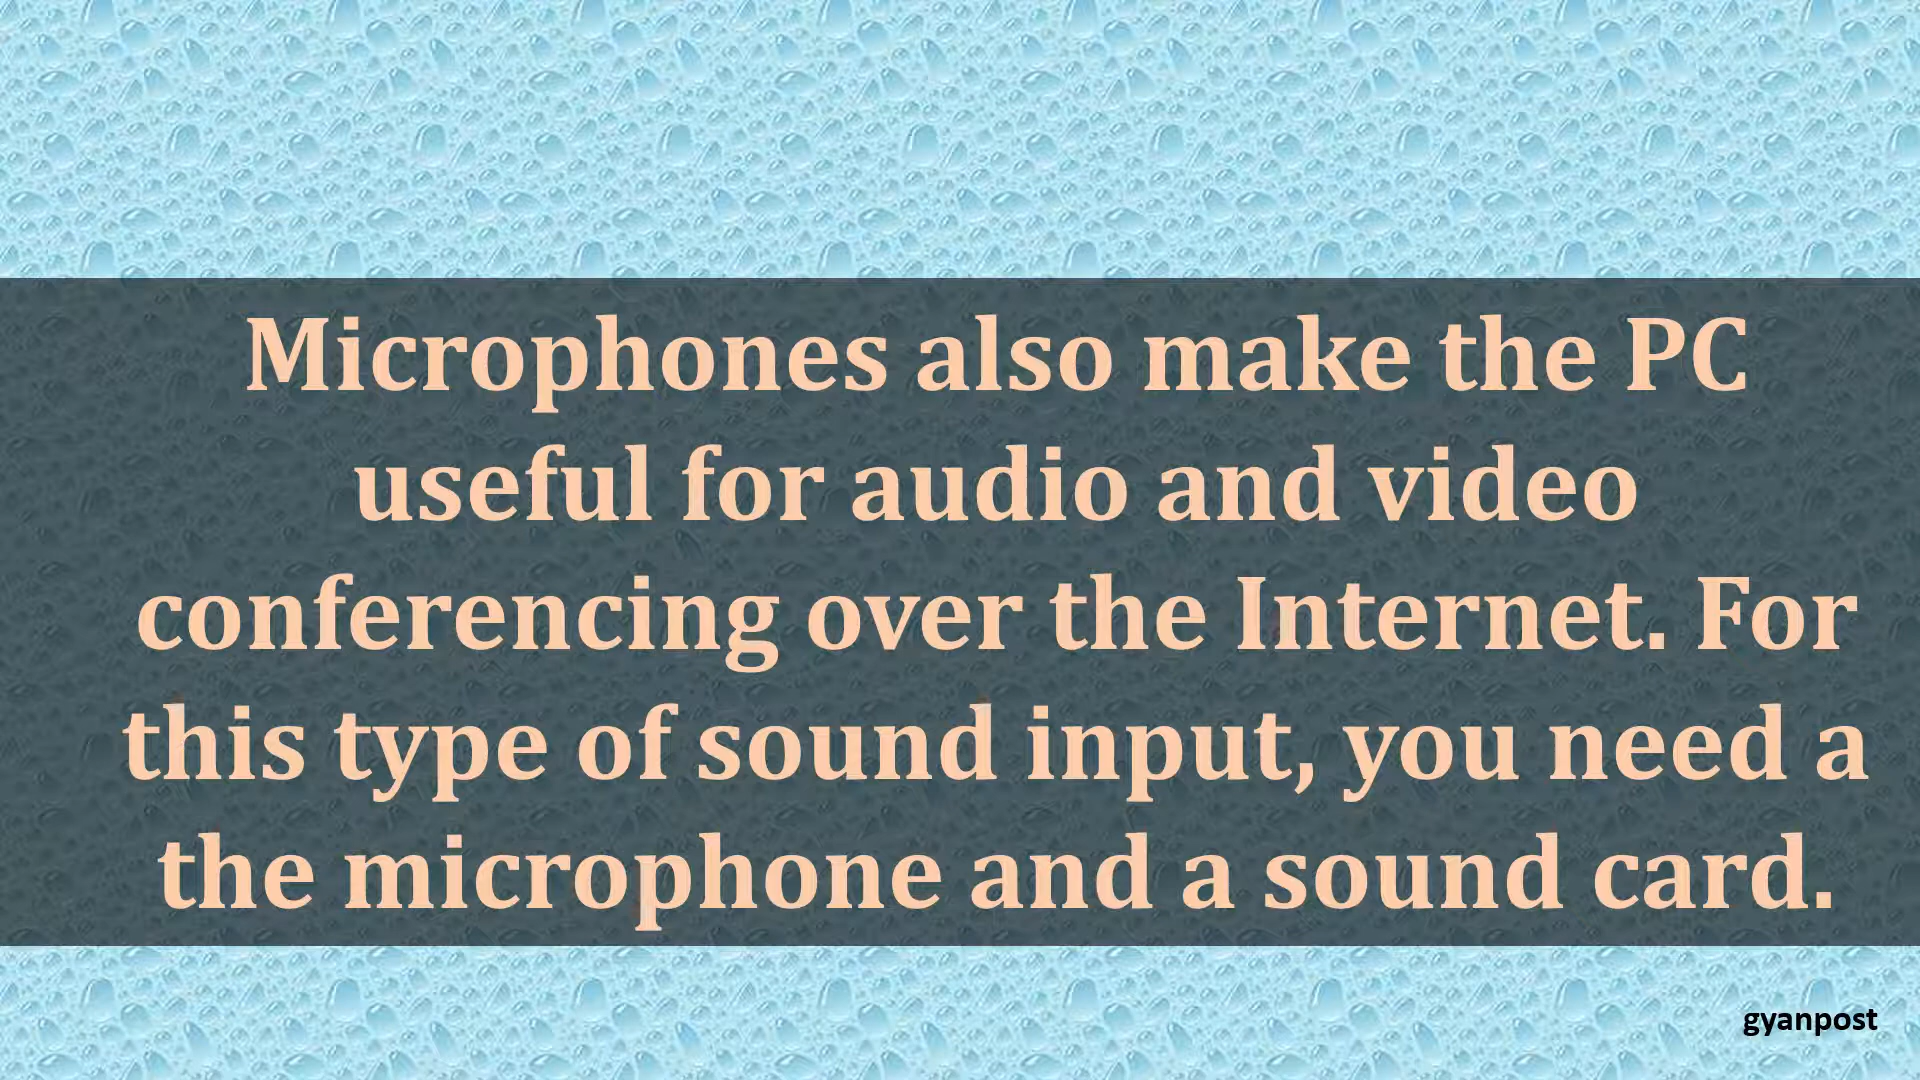 Microphones also make the PC
useful for audio and video
conferencing over the Internet. For
this type of sound input, you need a
the microphone and a sound card.
gyanpost